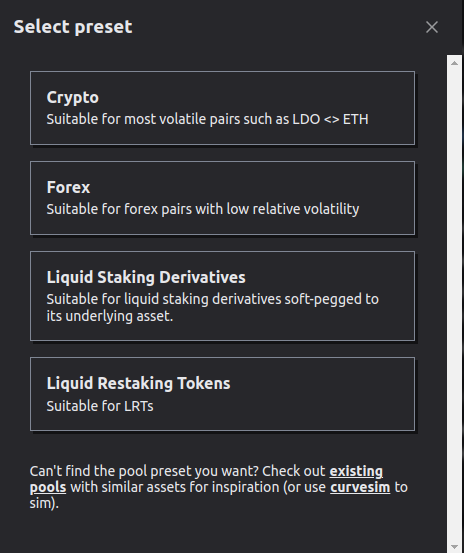 Select preset
Crypto
Suitable for most volatile pairs such as LDO <> ETH
Forex
Suitable for forex pairs with low relative volatility
Liquid Staking Derivatives
Suitable for liquid staking derivatives soft-pegged to
its underlying asset.
Liquid Restaking Tokens
Suitable for LRTs
Can't find the pool preset you want? Check out existing
pools with similar assets for inspiration (or use curvesim to
sim).